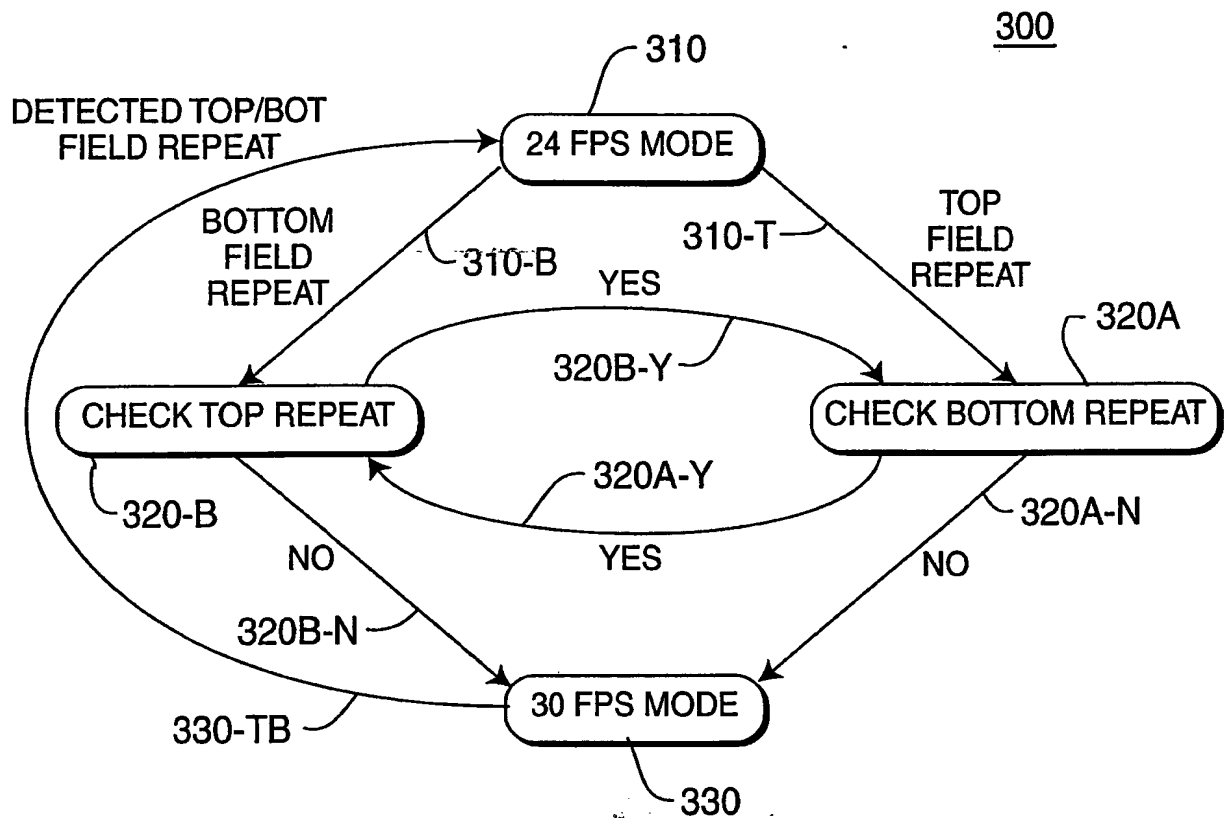 300
310
24 FPS MODE
DETECTED TOP/BOT
FIELD REPEAT
BOTTOM
FIELD
REPEAT
310-B
310-T
TOP
FIELD
REPEAT
YES
320B-Y
320A
CHECK TOP REPEAT
CHECK BOTTOM REPEAT
320-B
320A-Y
YES
320A-N
NO
NO
320B-N
330-TB
30 FPS MODE
330